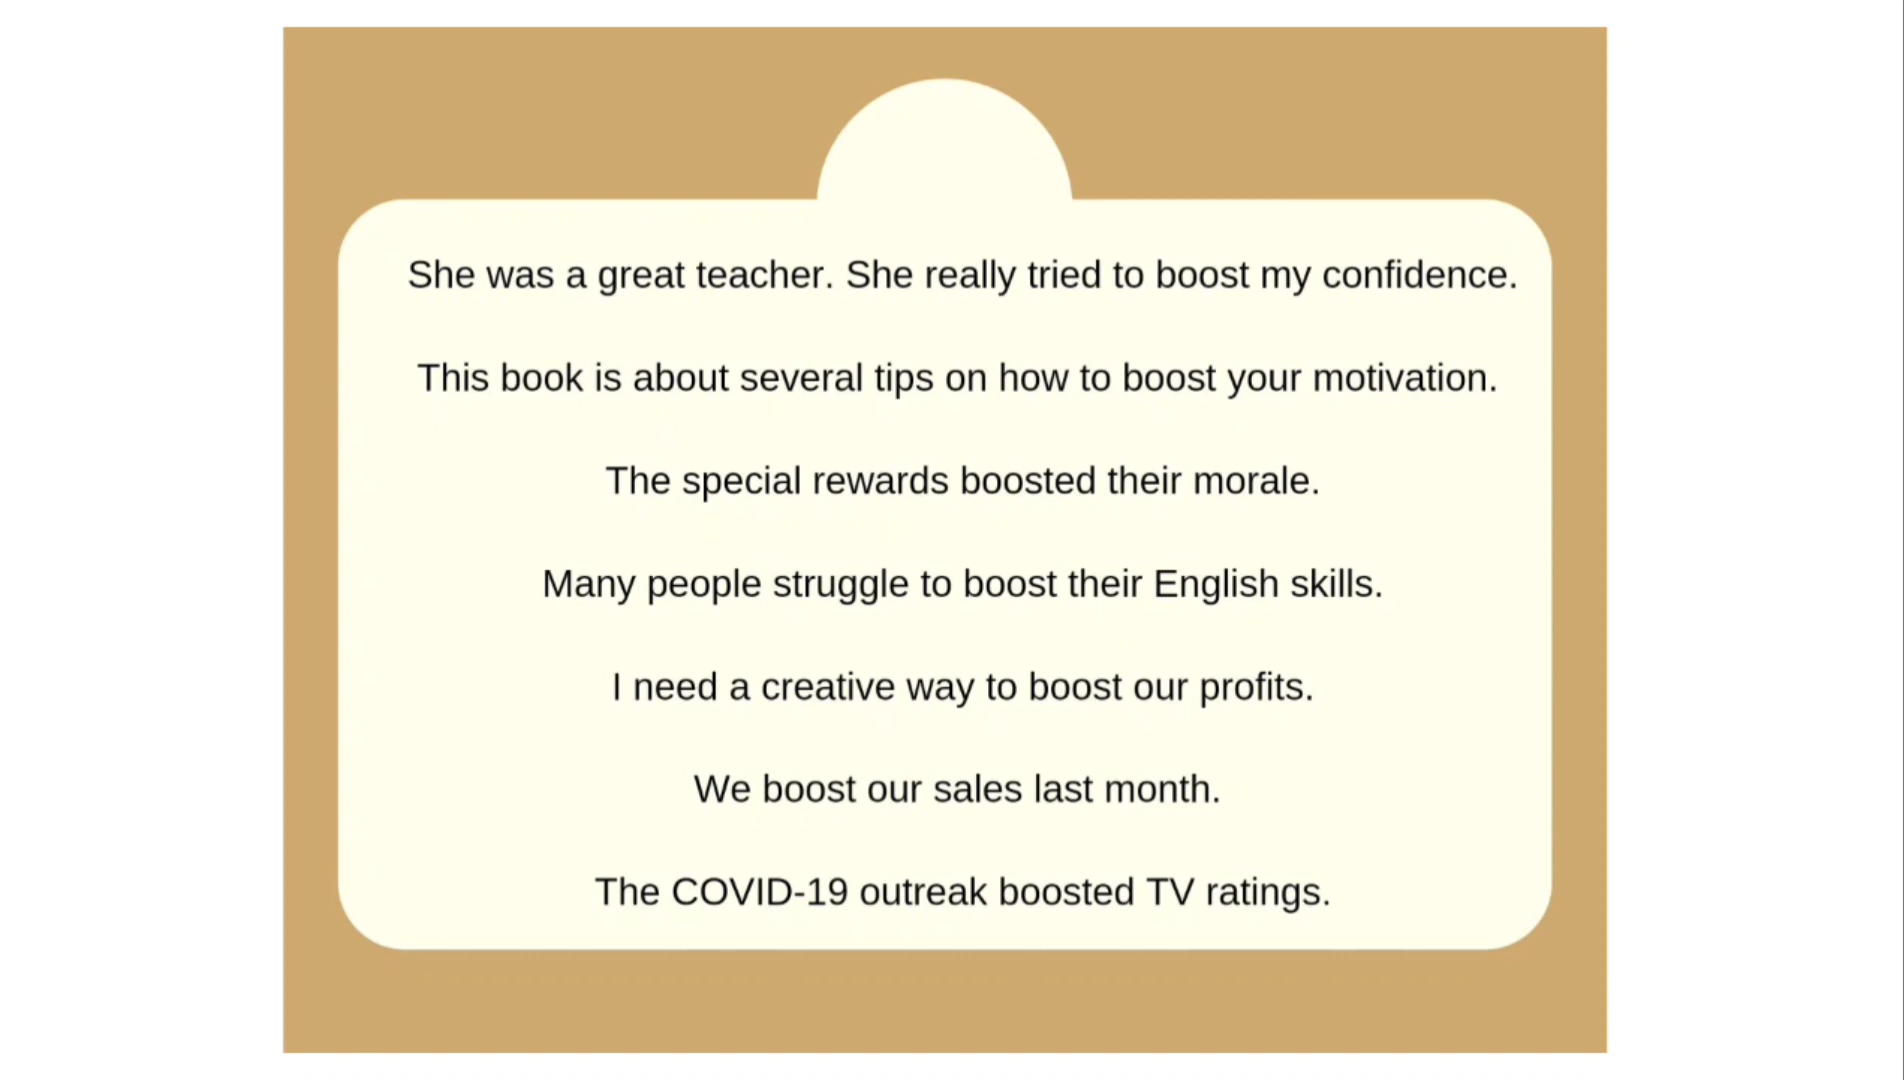 She was a great teacher. She really tried to boost my confidence.
This book is about several tips on how to boost your motivation.
The special rewards boosted their morale.
Many people struggle to boost their English skills.
I need a creative way to boost our profits.
We boost our sales last month.
The COVID-19 outreak boosted TV ratings.